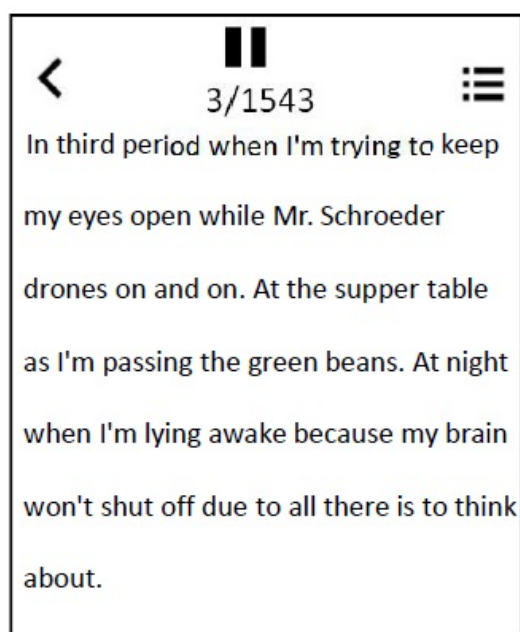 3/1543
In third period when I'm trying to keep
my eyes open while Mr. Schroeder
drones on and on. At the supper table
as I'm passing the green beans. At night
when I'm lying awake because my brain
won't shut off due to all there is to think
about.